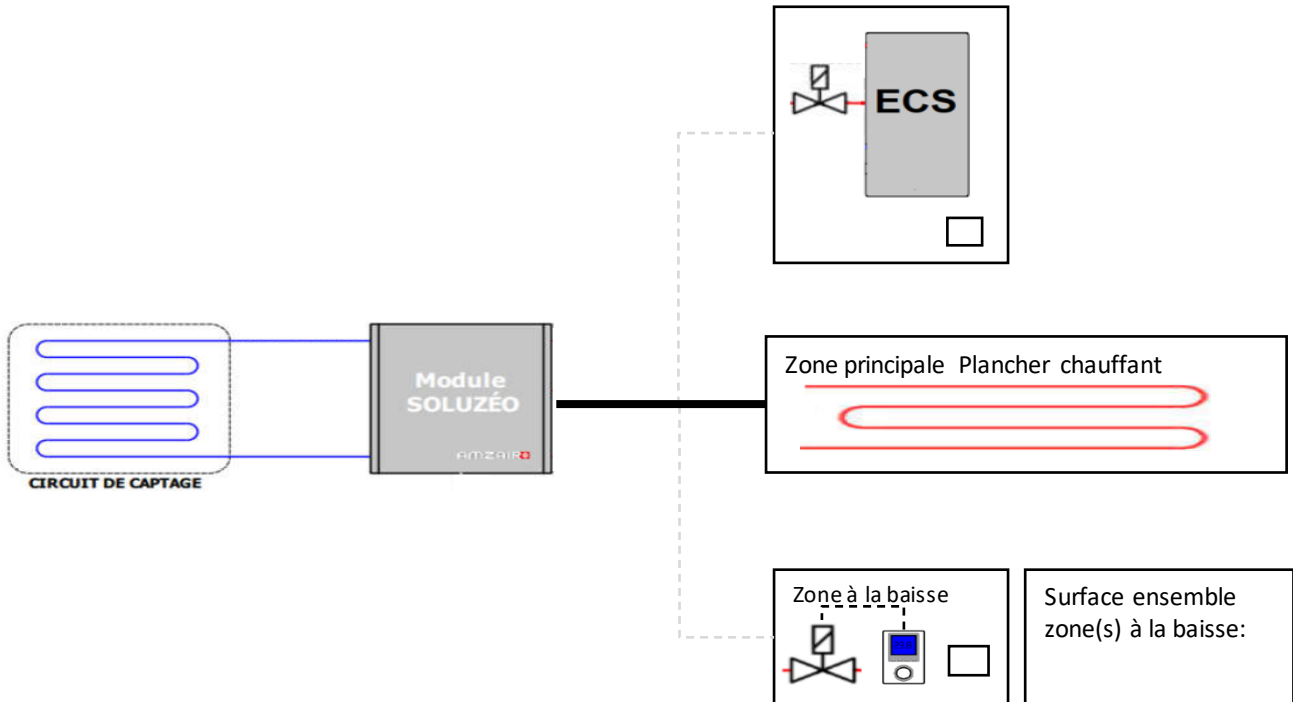 ECS
Zone principale Plancher chauffant
Module
SOLUZÉO
AMZAIR
CIRCUIT DE CAPTAGE
Zone à la baisse
Surface ensemble
zone(s) à la baisse: